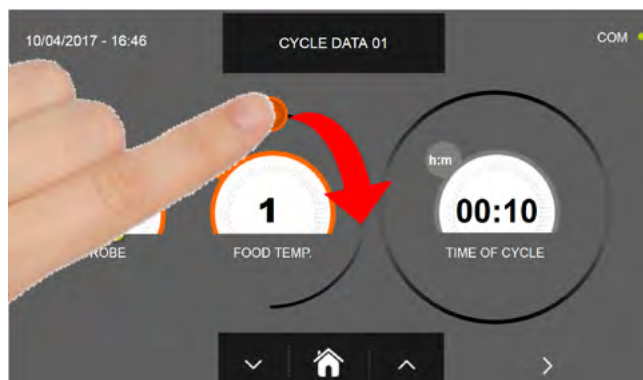 10/04/2017 - 16:46
CYCLE DATA 01
COM
h:m
1
00:10
FOOD TEMP.
TIME OF CYCLE